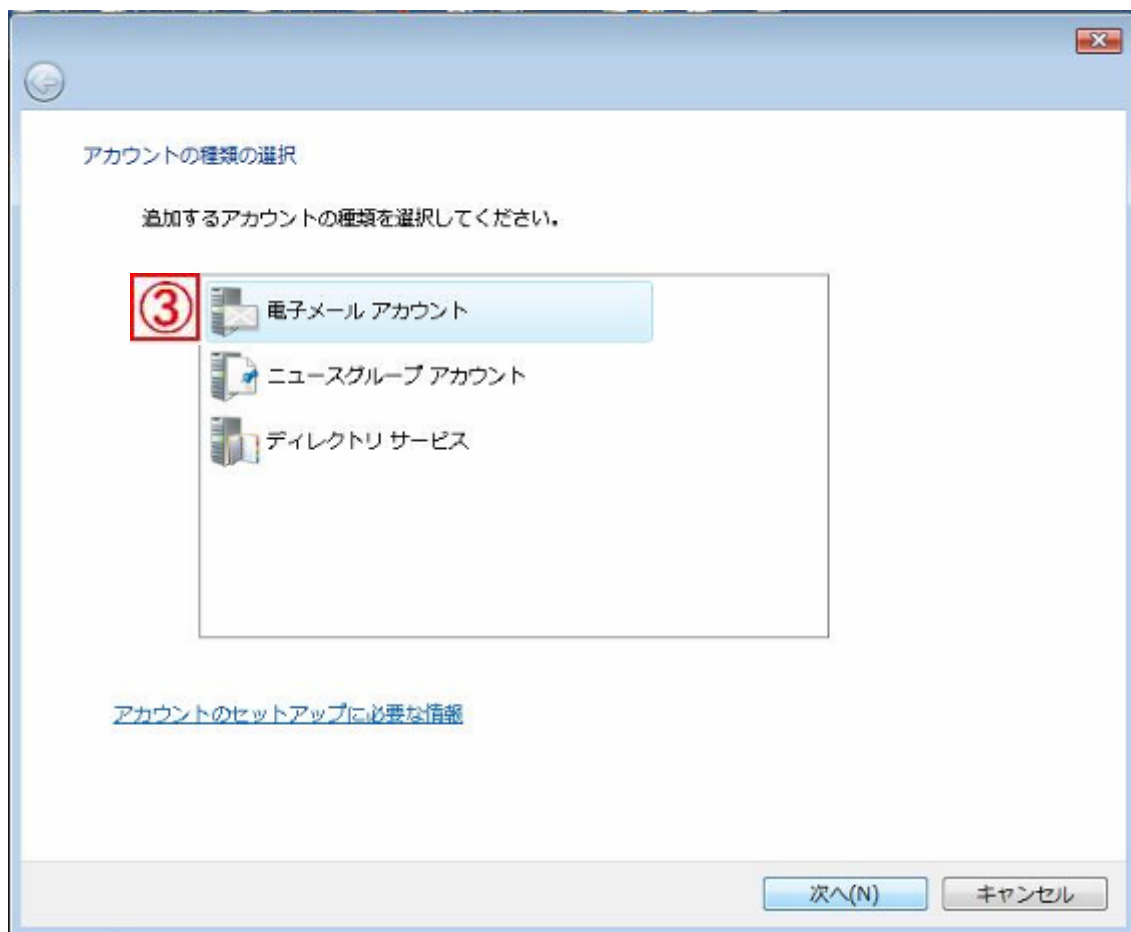 アカウントの種類の選択
追加するアカウントの種類を選択してください。
③
電子メール アカウント
ニュースグループ アカウント
ディレクトリ サービス
アカウントのセットアップに必要な情報
次へ(N)
キャンセル